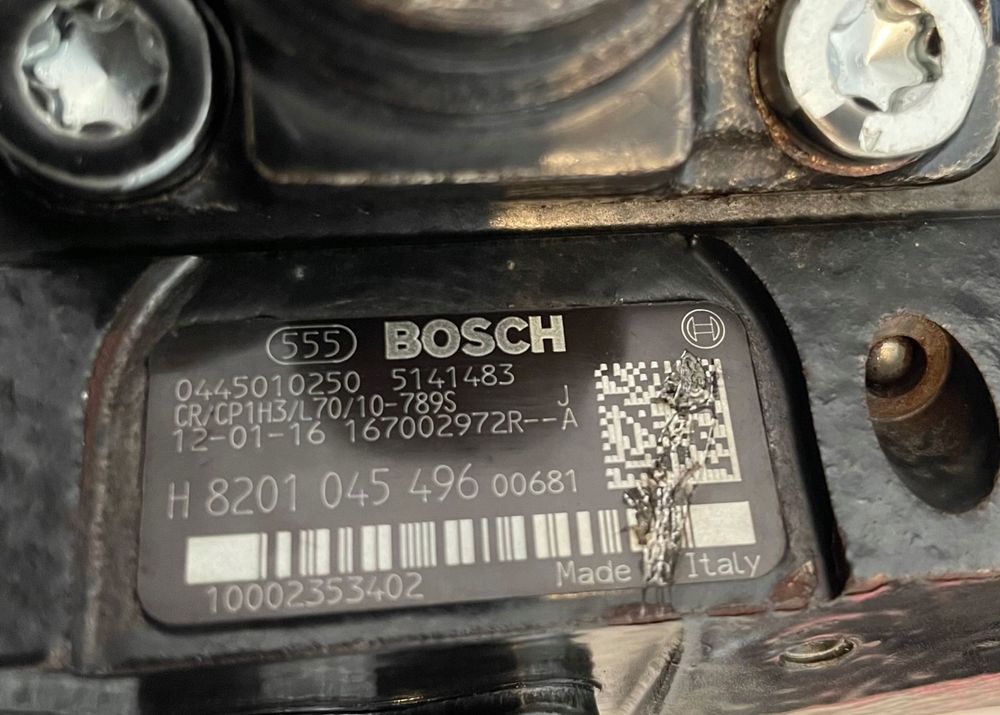 555 BOSCH
0445010250 5141483
CR/CP1H3/L70/10-789S J
12-01-16 167002972R--A
H 8201 045 496 00681
10002353402
Made Italy